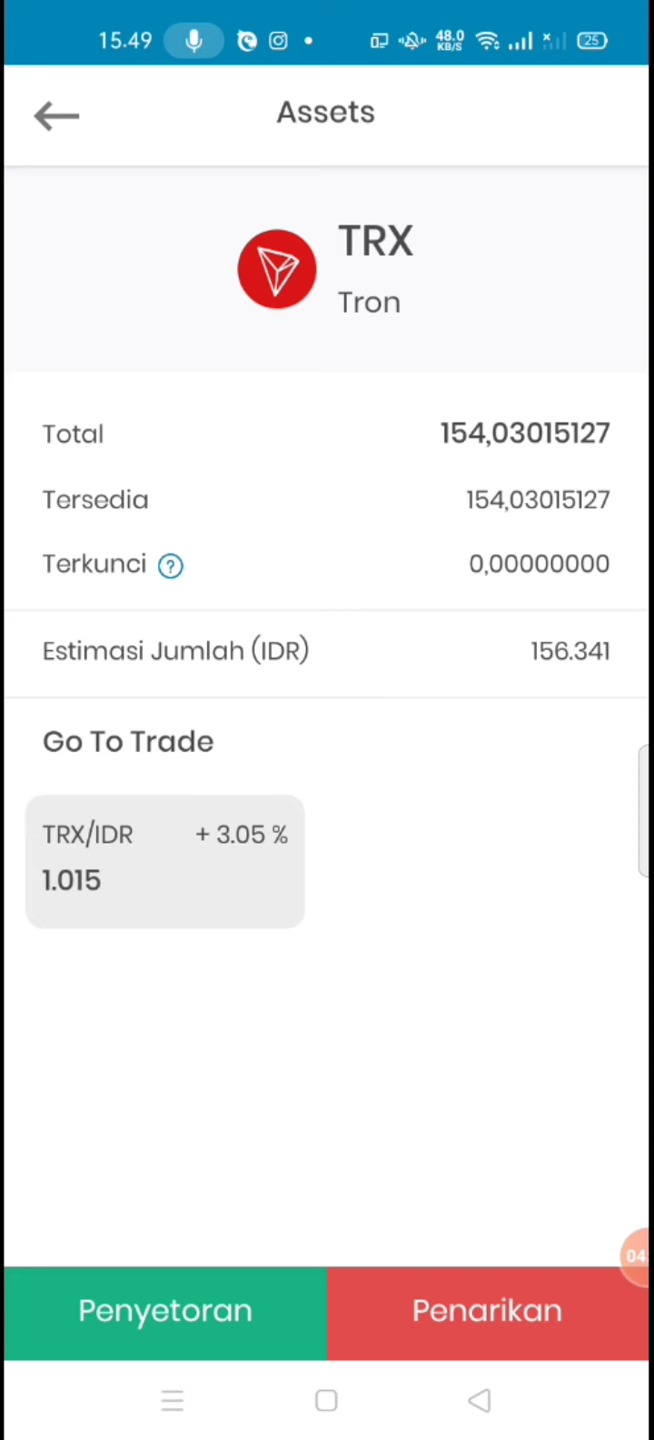 15.49 48.0 KB/S 25
Assets
TRX
Tron
Total 154,03015127
Tersedia 154,03015127
Terkunci ? 0,00000000
Estimasi Jumlah (IDR) 156.341
Go To Trade
TRX/IDR + 3.05 %
1.015
04
Penyetoran Penarikan